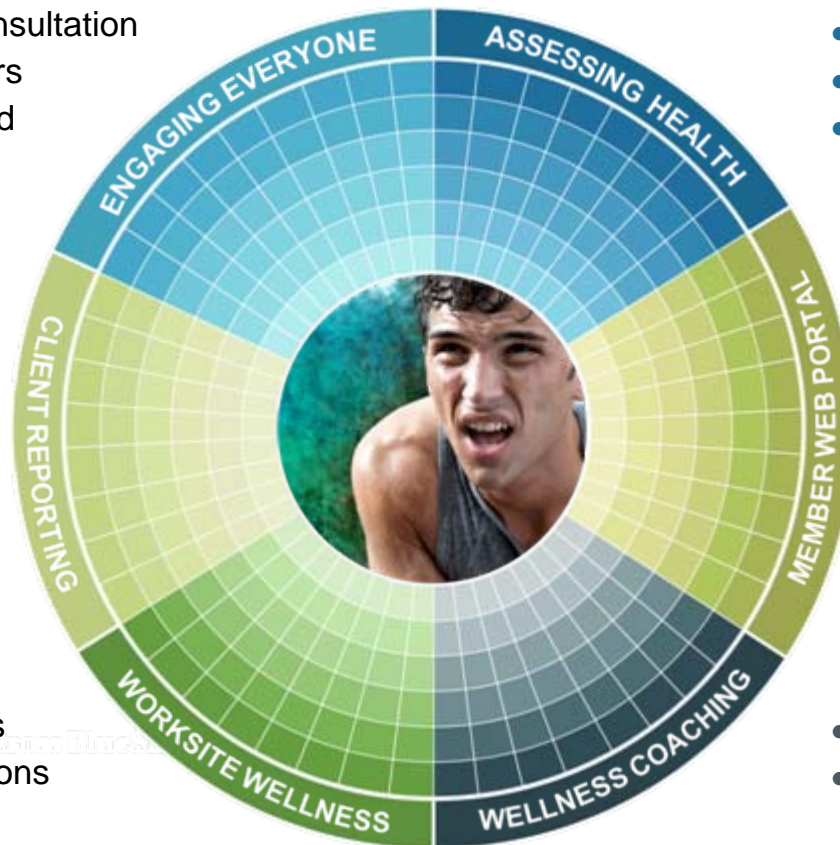 nsultation
rs
d
ENGAGING EVERYONE
ASSESSING HEALTH
CLIENT REPORTING
MEMBER WEB PORTAL
WORKSITE WELLNESS
WELLNESS COACHING
s
ons